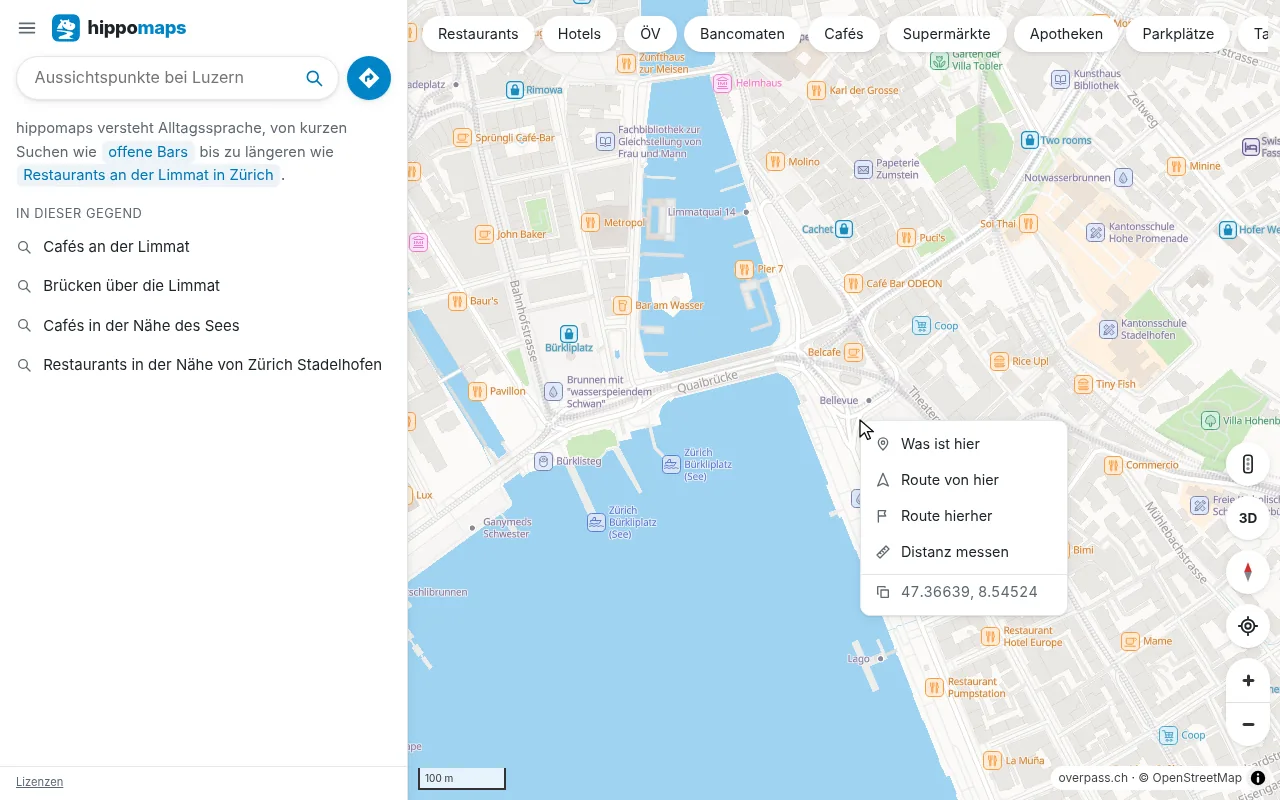 hippomaps
Aussichtspunkte bei Luzern
hippomaps versteht Alltagssprache, von kurzen
Suchen wie offene Bars bis zu längeren wie
Restaurants an der Limmat in Zürich .
IN DIESER GEGEND
Cafés an der Limmat
Brücken über die Limmat
Cafés in der Nähe des Sees
Restaurants in der Nähe von Zürich Stadelhofen
Lizenzen
Restaurants
Hotels
ÖV
Bancomaten
Cafés
Supermärkte
Apotheken
Parkplätze
Ta
Zunfthaus
zur Meisen
Helmhaus
Karl der Grosse
Garten der
Villa Tobler
Kunsthaus
Bibliothek
Zeltweg
adeplatz
Rimowa
Sprüngli Café-Bar
Fachbibliothek zur
Gleichstellung von
Frau und Mann
Molino
Papeterie
Zumstein
Two rooms
Notwasserbrunnen
Minine
Swis
Fass
Limmatquai 14
Metropol
John Baker
Cachet
Pucï's
Soi Thai
Kantonsschule
Hohe Promenade
Hofer We
Pier 7
Café Bar ODEON
Baur's
Bahnhofstrasse
Bar am Wasser
Bürkliplatz
Coop
Kantonsschule
Stadelhofen
Belcafe
Rice Up!
Tiny Fish
Pavillon
Brunnen mit
"wasserspeiendem
Schwan"
Quaibrücke
Bellevue
Villa Hohenb
Bürklisteg
Zürich
Bürkliplatz
(See)
Commercio
Lux
Ganymeds
Schwester
Zürich
Bürkliplatz
(See)
Mühlebachstrasse
Bimi
schlibrunnen
Was ist hier
Route von hier
Route hierher
Distanz messen
47.36639, 8.54524
3D
Restaurant
Hotel Europe
Mame
Lago
Restaurant
Pumpstation
Coop
La Muña
100 m
overpass.ch · © OpenStreetMap